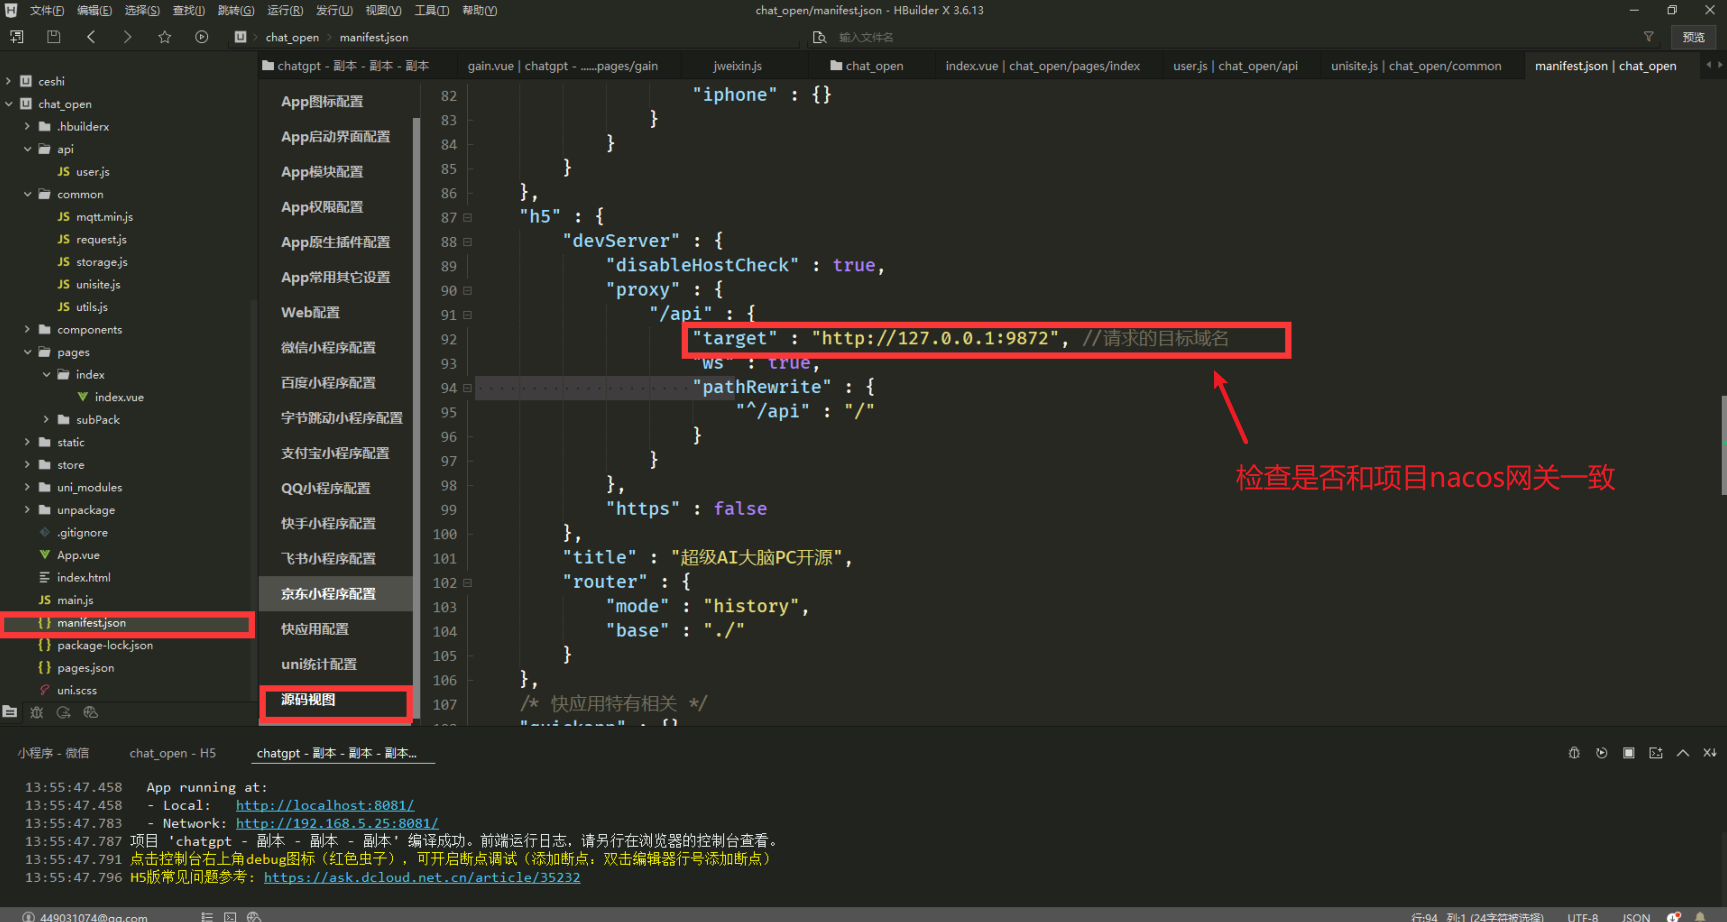 文件(F) 编辑(E) 选择(S) 查找(I) 跳转(G) 运行(R) 发行(U) 视图(V) 工具(T) 帮助(Y)
chat_open/manifest.json - HBuilder X 3.6.13
chat_open manifest.json
输入文件名
预览
chatgpt - 副本 - 副本 - 副本
gain.vue | chatgpt - ......pages/gain
jweixin.js
chat_open
index.vue | chat_open/pages/index
user.js | chat_open/api
unisite.js | chat_open/common
manifest.json | chat_open
ceshi
chat_open
.hbuilderx
api
JS user.js
common
JS mqtt.min.js
JS request.js
JS storage.js
JS unisite.js
JS utils.js
components
pages
index
index.vue
subPack
static
store
uni_modules
unpackage
.gitignore
App.vue
index.html
JS main.js
{ } manifest.json
{ } package-lock.json
{ } pages.json
uni.scss
App图标配置
App启动界面配置
App模块配置
App权限配置
App原生插件配置
App常用其它设置
Web配置
微信小程序配置
百度小程序配置
字节跳动小程序配置
支付宝小程序配置
QQ小程序配置
快手小程序配置
飞书小程序配置
京东小程序配置
快应用配置
uni统计配置
源码视图
82 "iphone" : {}
83 }
84 }
85 }
86 },
87 "h5" : {
88 "devServer" : {
89 "disableHostCheck" : true,
90 "proxy" : {
91 "/api" : {
92 "target" : "http://127.0.0.1:9872", //请求的目标域名
93 "ws" : true,
94 "pathRewrite" : {
95 "^/api" : "/"
96 }
97 }
98 },
99 "https" : false
100 },
101 "title" : "超级AI大脑PC开源",
102 "router" : {
103 "mode" : "history",
104 "base" : "./"
105 }
106 },
107 /* 快应用特有相关 */
108 "quickapp" : {}
检查是否和项目nacos网关一致
小程序 - 微信
chat_open - H5
chatgpt - 副本 - 副本 - 副本...
13:55:47.458 App running at:
13:55:47.458 - Local: http://localhost:8081/
13:55:47.783 - Network: http://192.168.5.25:8081/
13:55:47.787 项目 'chatgpt - 副本 - 副本 - 副本' 编译成功。前端运行日志，请另行在浏览器的控制台查看。
13:55:47.791 点击控制台右上角debug图标（红色虫子），可开启断点调试（添加断点：双击编辑器行号添加断点）
13:55:47.796 H5版常见问题参考: https://ask.dcloud.net.cn/article/35232
449031074@qq.com
行:94 列:1 (24字符被选择)
UTF-8
JSON